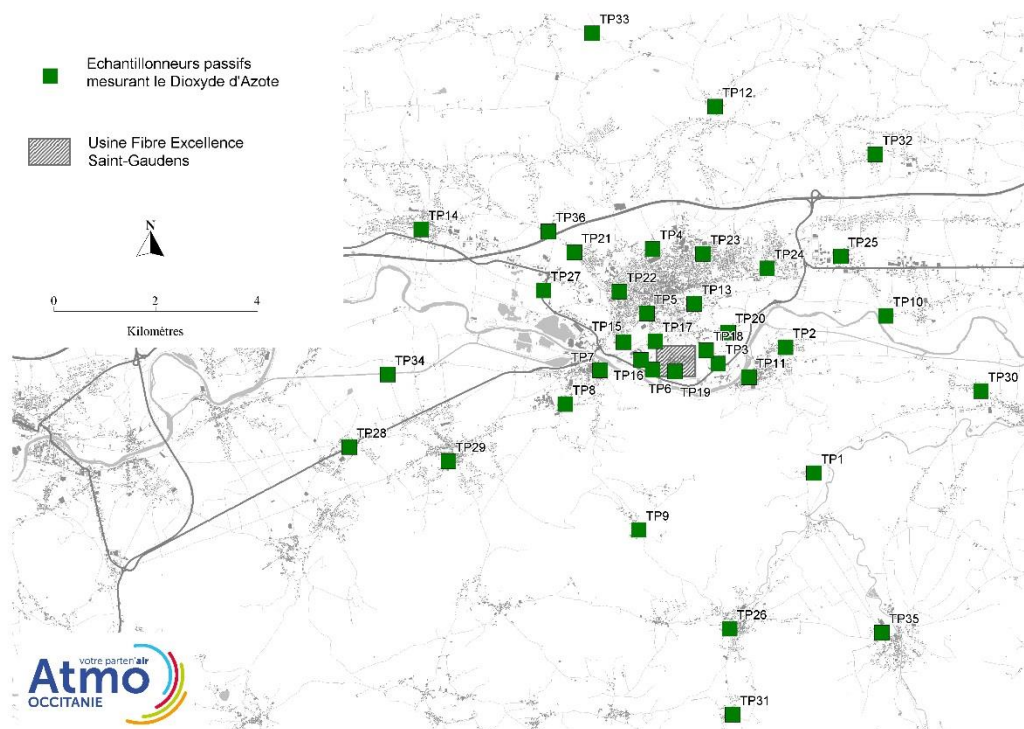 TP33
Echantillonneurs passifs
mesurant le Dioxyde d'Azote
TP12
Usine Fibre Excellence
Saint-Gaudens
TP32
N
TP14
TP36
TP4
TP23
TP21
TP25
TP24
TP27
TP22
0 2 4
Kilomètres
TP13
TP5
TP10
TP20
TP15
TP17
TP18
TP2
TP7
TP3
TP34
TP16
TP11
TP6
TP19
TP30
TP8
TP28
TP29
TP1
TP9
TP26
TP35
votre parten'air
Atmo
OCCITANIE
TP31